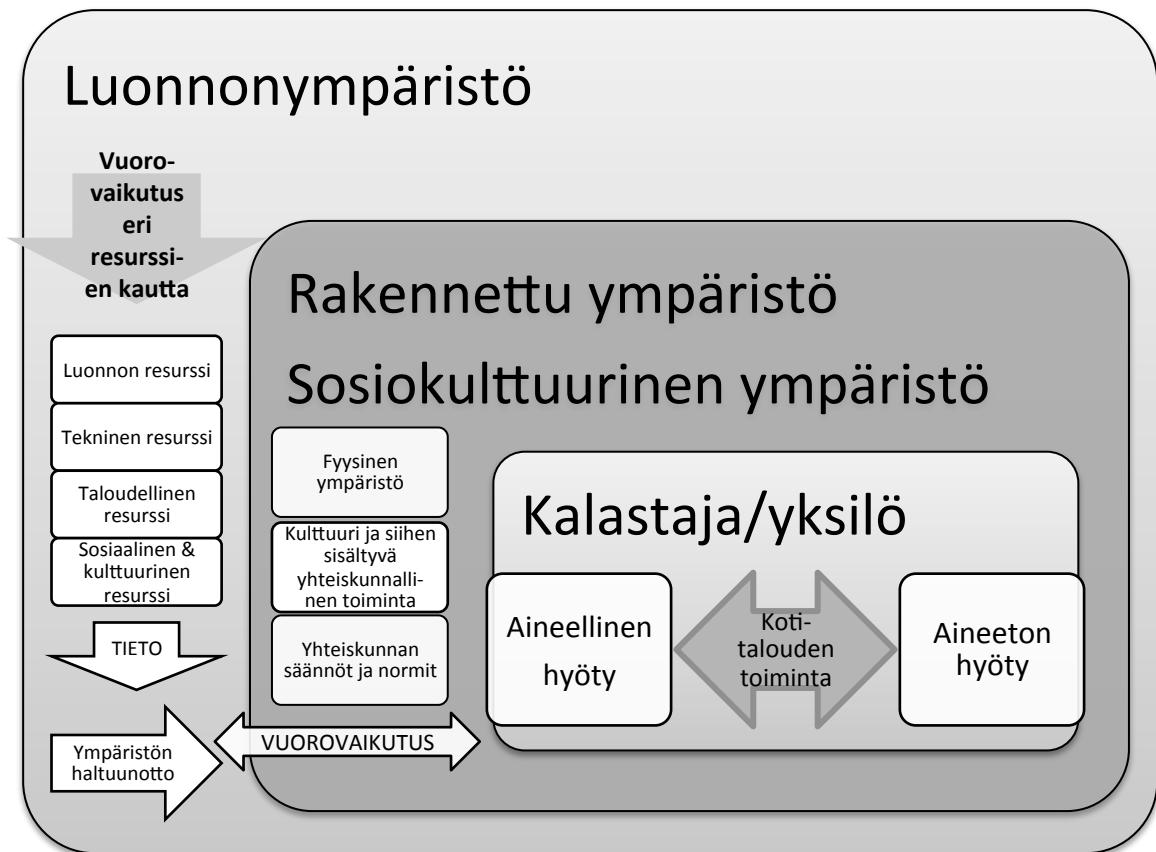 Luonnonympäristö
Vuoro-
vaikutus
eri
resurssi-
en kautta
Luonnon resurssi
Tekninen resurssi
Taloudellinen
resurssi
Sosiaalinen &
kulttuurinen
resurssi
TIETO
Ympäristön
haltuunotto
Rakennettu ympäristö
Sosiokulttuurinen ympäristö
Fyysinen
ympäristö
Kulttuuri ja siihen
sisältyvä
yhteiskunnalli-
nen toiminta
Yhteiskunnan
säännöt ja normit
VUOROVAIKUTUS
Kalastaja/yksilö
Aineellinen
hyöty
Koti-
talouden
toiminta
Aineeton
hyöty